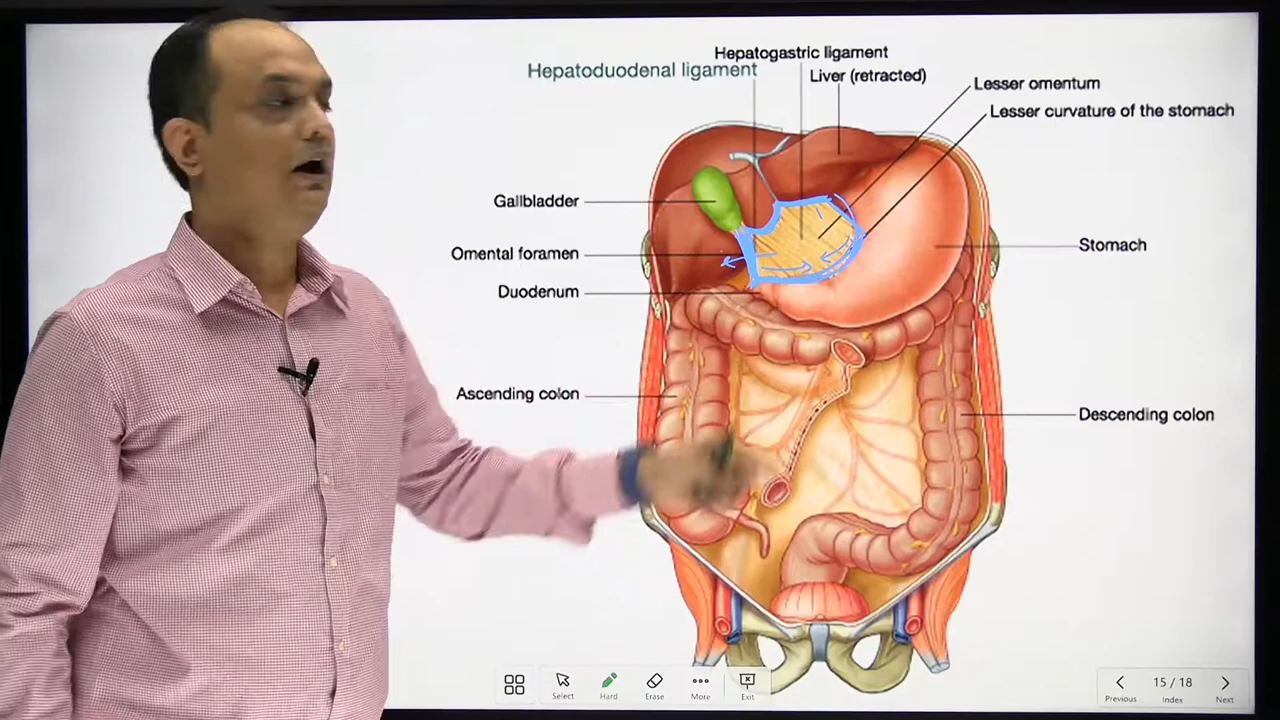 Hepatogastric ligament
Hepatoduodenal ligament
Liver (retracted)
Lesser omentum
Lesser curvature of the stomach
Gallbladder
Omental foramen
Stomach
Duodenum
Ascending colon
Descending colon
Select
Hard
Erase
More
Exit
Previous
15 / 18
Index
Next